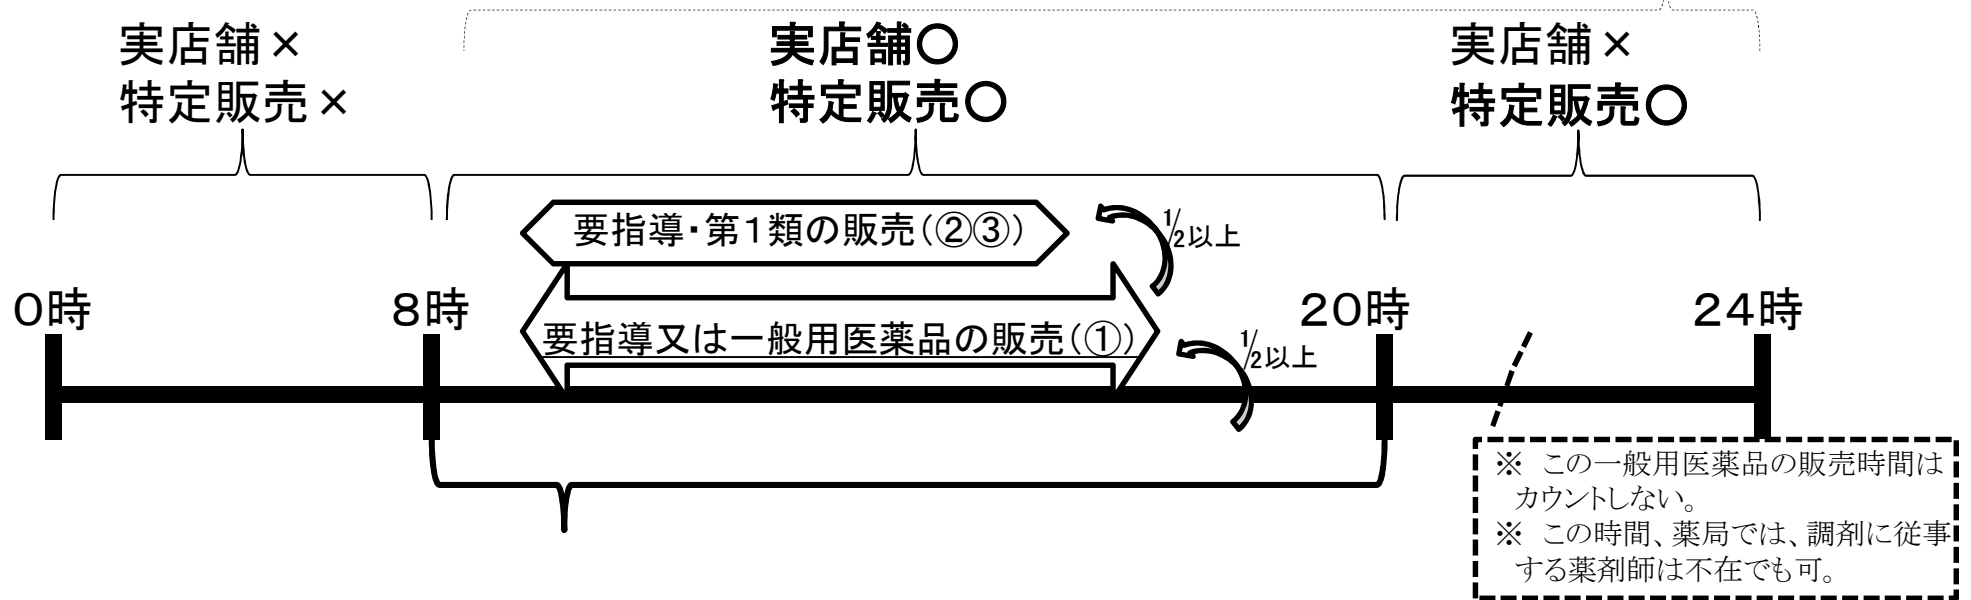 実店舗×
特定販売×
実店舗○
特定販売○
実店舗×
特定販売○
要指導・第1類の販売(②③)
1/2以上
0時
8時
要指導又は一般用医薬品の販売(①)
1/2以上
20時
24時
※ この一般用医薬品の販売時間は
カウントしない。
※ この時間、薬局では、調剤に従事
する薬剤師は不在でも可。